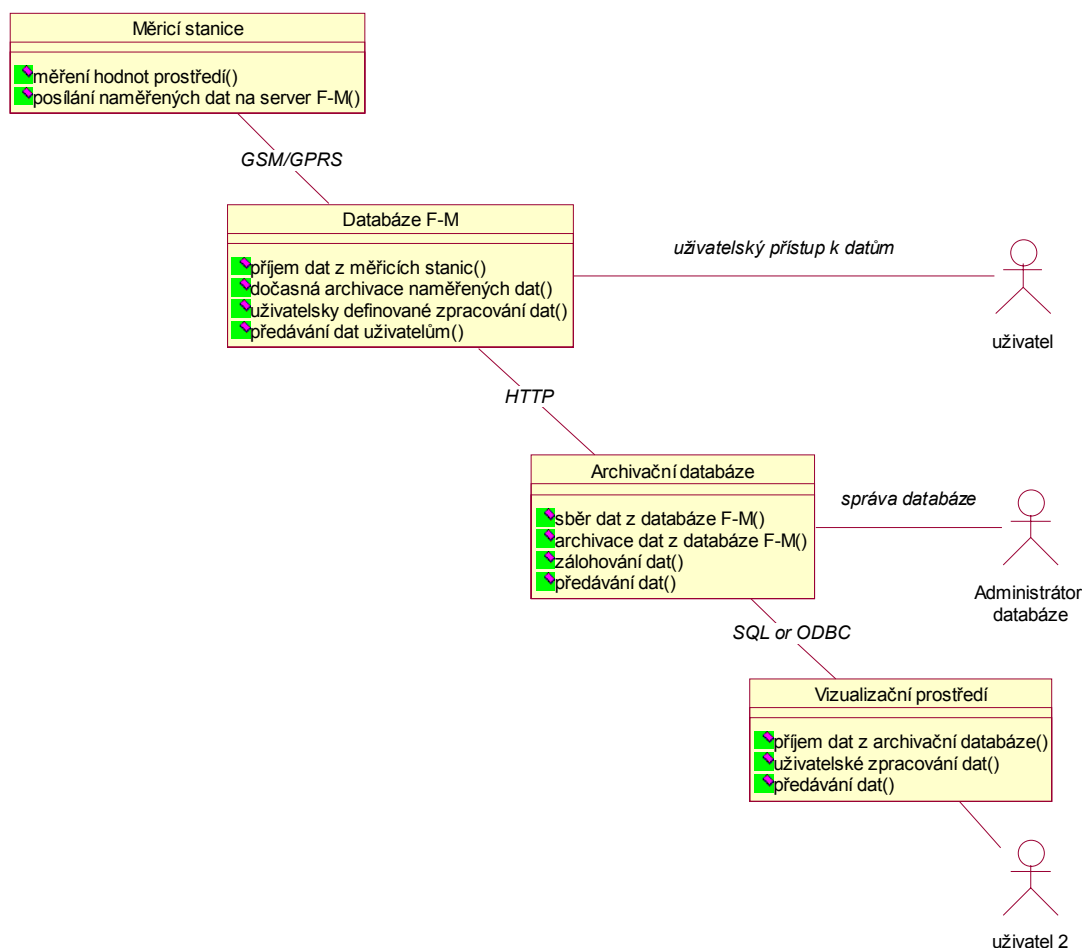 Měricí stanice
měření hodnot prostředí()
posílání naměřených dat na server F-M()
GSM/GPRS
Databáze F-M
příjem dat z měřicích stanic()
dočasná archivace naměřených dat()
uživatelsky definované zpracování dat()
předávání dat uživatelům()
uživatelský přístup k datům
uživatel
HTTP
Archivační databáze
sběr dat z databáze F-M()
archivace dat z databáze F-M()
zálohování dat()
předávání dat()
správa databáze
Administrátor
databáze
SQL or ODBC
Vizualizační prostředí
příjem dat z archivační databáze()
uživatelské zpracování dat()
předávání dat()
uživatel 2